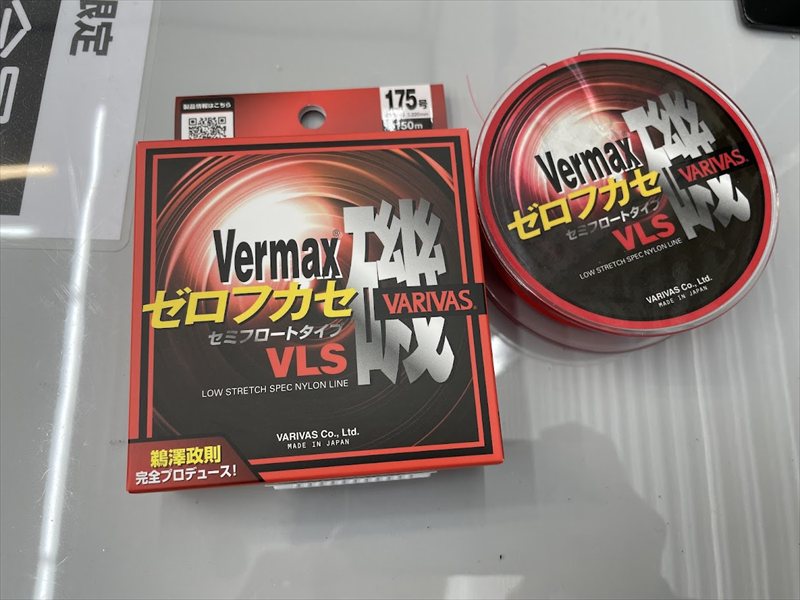 限定
製品情報はこちら
175号
150m
Vermax®
磯
ゼロフカセ
VARIVAS®
セミフロートタイプ
VLS
LOW STRETCH SPEC NYLON LINE
VARIVAS Co., Ltd.
MADE IN JAPAN
鵜澤政則
完全プロデュース!
Vermax
磯
VARIVAS®
ゼロフカセ
セミフロートタイプ
VLS
LOW STRETCH SPEC NYLON LINE
VARIVAS Co., Ltd.
MADE IN JAPAN